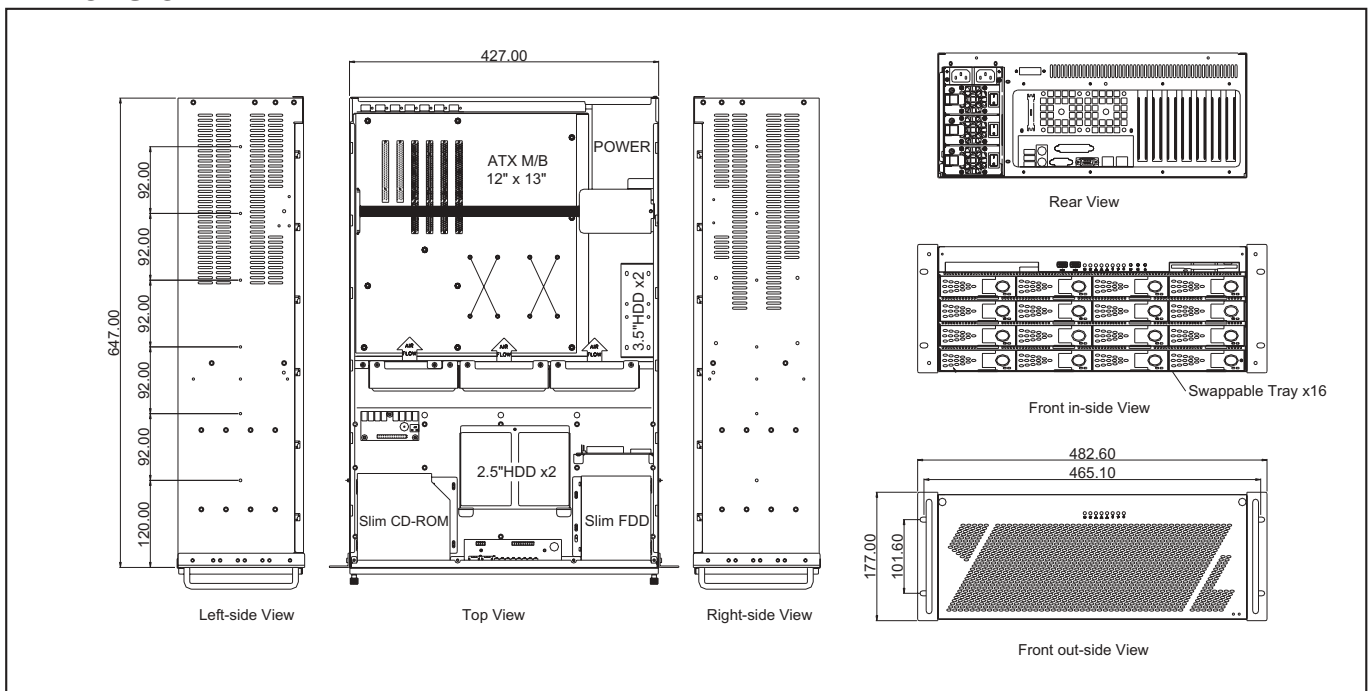 647.00
92.00
92.00
92.00
92.00
92.00
120.00
Left-side View
427.00
POWER
ATX M/B
12" x 13"
3.5"HDD x2
AIR
FLOW
AIR
FLOW
AIR
FLOW
2.5"HDD x2
Slim CD-ROM
Slim FDD
Top View
Right-side View
Rear View
Swappable Tray x16
Front in-side View
482.60
465.10
177.00
101.60
Front out-side View